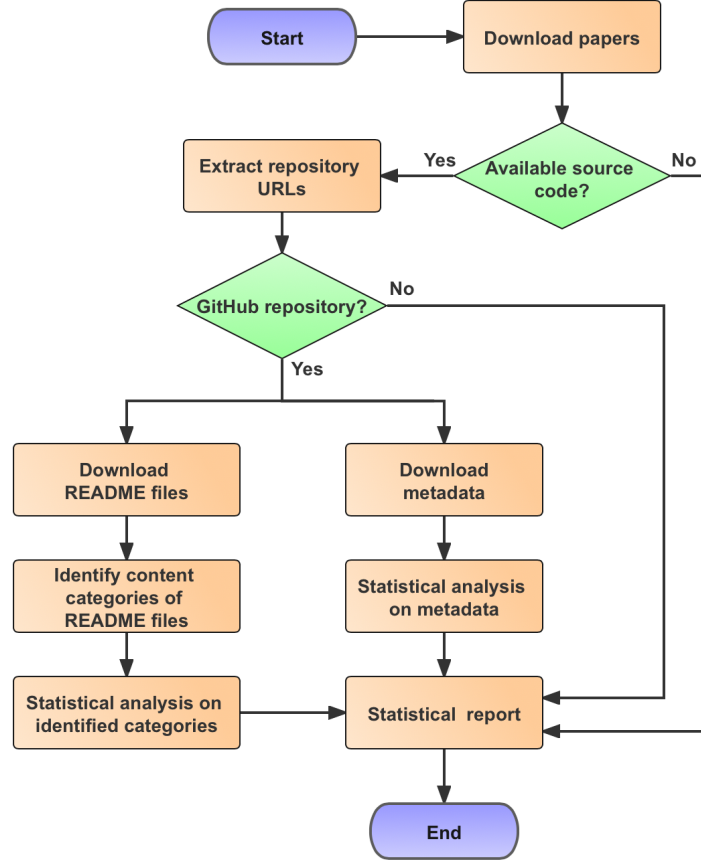 Start
Download papers
Available source
code?
Yes
No
Extract repository
URLs
GitHub repository?
No
Yes
Download
README files
Download
metadata
Identify content
categories of
README files
Statistical analysis
on metadata
Statistical analysis on
identified categories
Statistical report
End